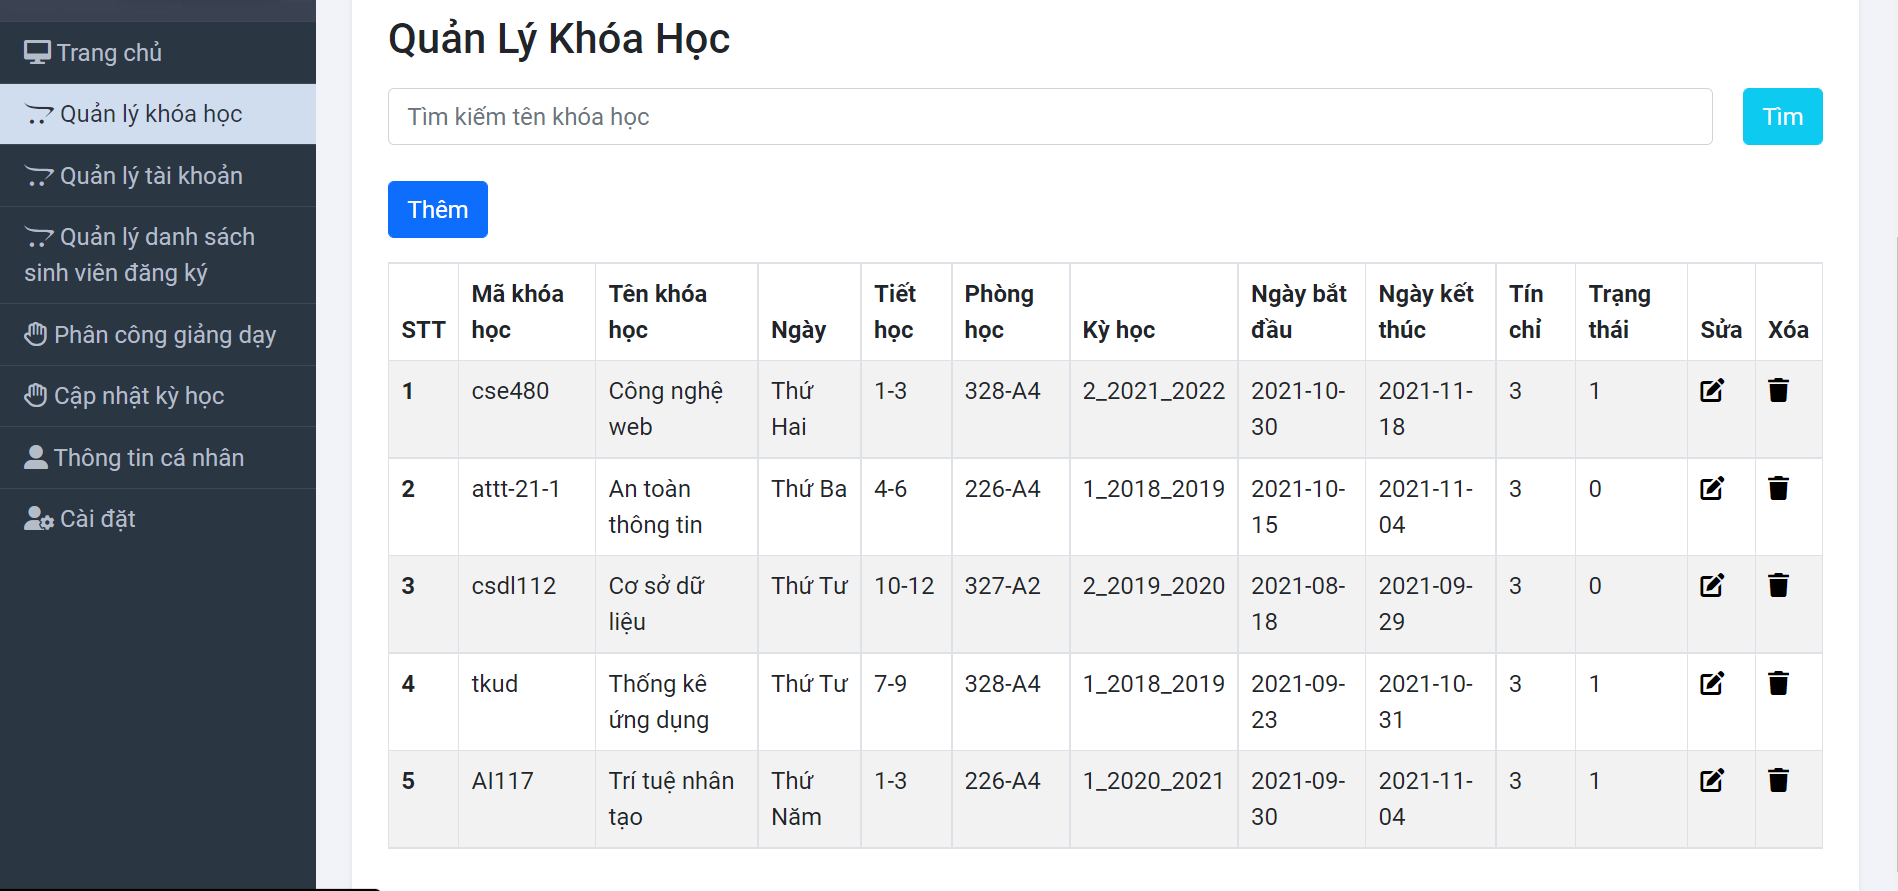 Trang chủ
Quản lý khóa học
Quản lý tài khoản
Quản lý danh sách
sinh viên đăng ký
Phân công giảng dạy
Cập nhật kỳ học
Thông tin cá nhân
Cài đặt
Quản Lý Khóa Học
Tìm kiếm tên khóa học
Tìm
Thêm
STT Mã khóa học Tên khóa học Ngày Tiết học Phòng học Kỳ học Ngày bắt đầu Ngày kết thúc Tín chỉ Trạng thái Sửa Xóa
1 cse480 Công nghệ web Thứ Hai 1-3 328-A4 2_2021_2022 2021-10-30 2021-11-18 3 1
2 attt-21-1 An toàn thông tin Thứ Ba 4-6 226-A4 1_2018_2019 2021-10-15 2021-11-04 3 0
3 csdl112 Cơ sở dữ liệu Thứ Tư 10-12 327-A2 2_2019_2020 2021-08-18 2021-09-29 3 0
4 tkud Thống kê ứng dụng Thứ Tư 7-9 328-A4 1_2018_2019 2021-09-23 2021-10-31 3 1
5 AI117 Trí tuệ nhân tạo Thứ Năm 1-3 226-A4 1_2020_2021 2021-09-30 2021-11-04 3 1